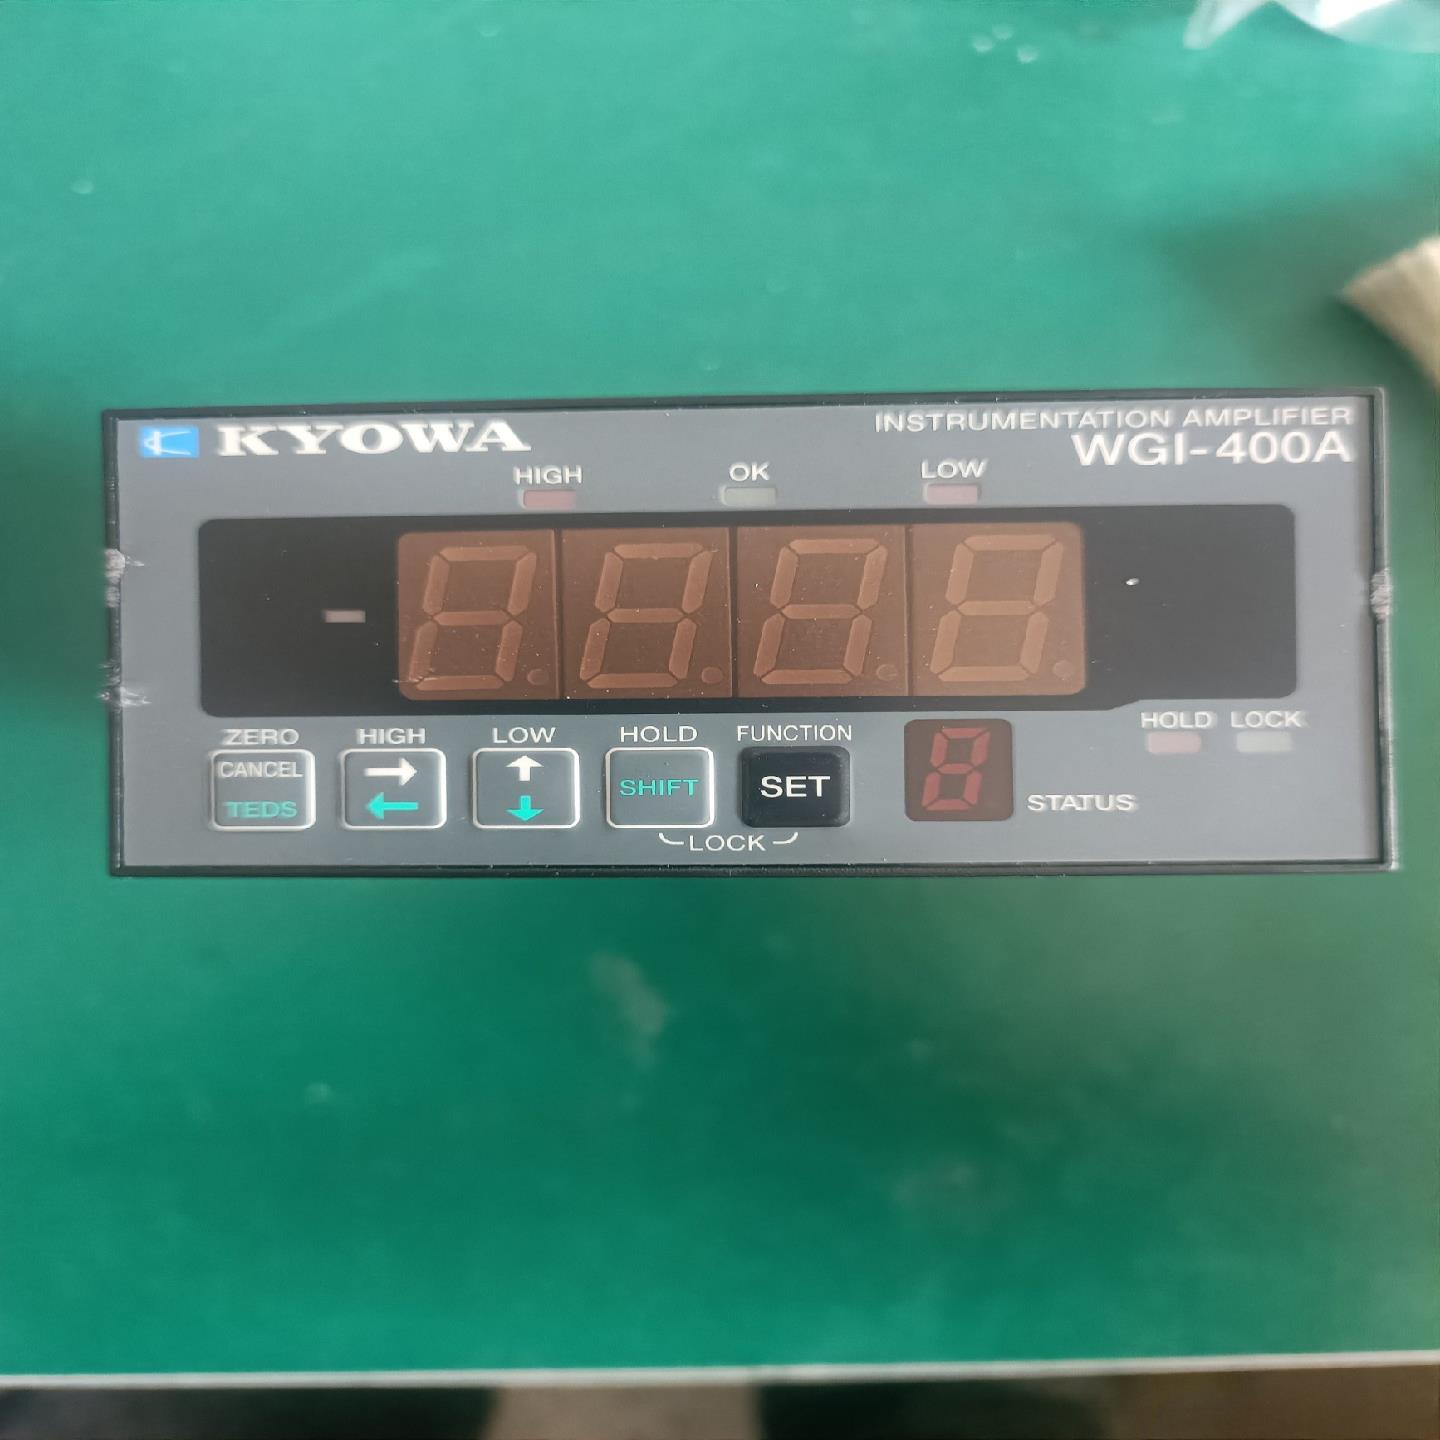 KYOWA
INSTRUMENTATION AMPLIFIER
WGI-400A
HIGH OK LOW
ZERO HIGH LOW HOLD FUNCTION
CANCEL
TEDS
SHIFT
SET
LOCK
STATUS
HOLD LOCK